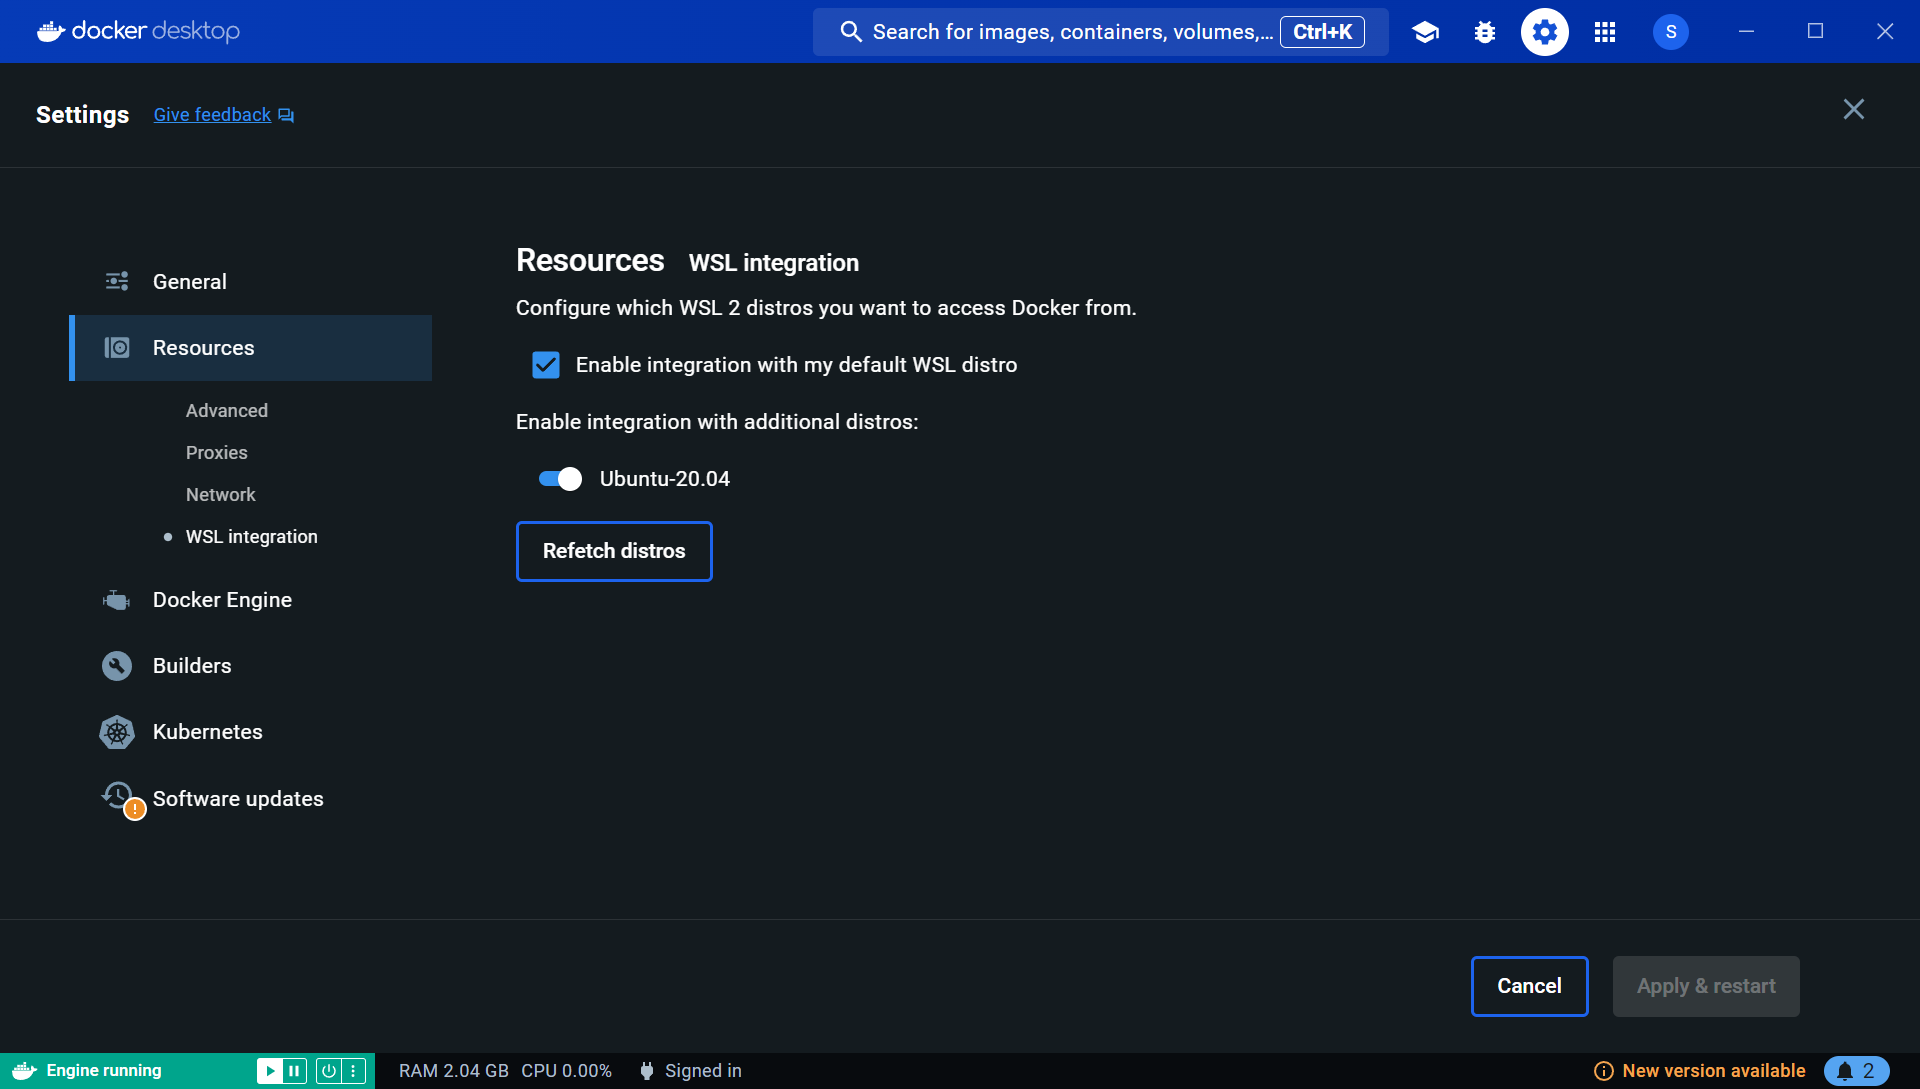 docker desktop
Search for images, containers, volumes,... Ctrl+K
S
Settings Give feedback
General
Resources
Advanced
Proxies
Network
WSL integration
Docker Engine
Builders
Kubernetes
Software updates
Resources WSL integration
Configure which WSL 2 distros you want to access Docker from.
Enable integration with my default WSL distro
Enable integration with additional distros:
Ubuntu-20.04
Refetch distros
Cancel Apply & restart
Engine running RAM 2.04 GB CPU 0.00% Signed in New version available 2